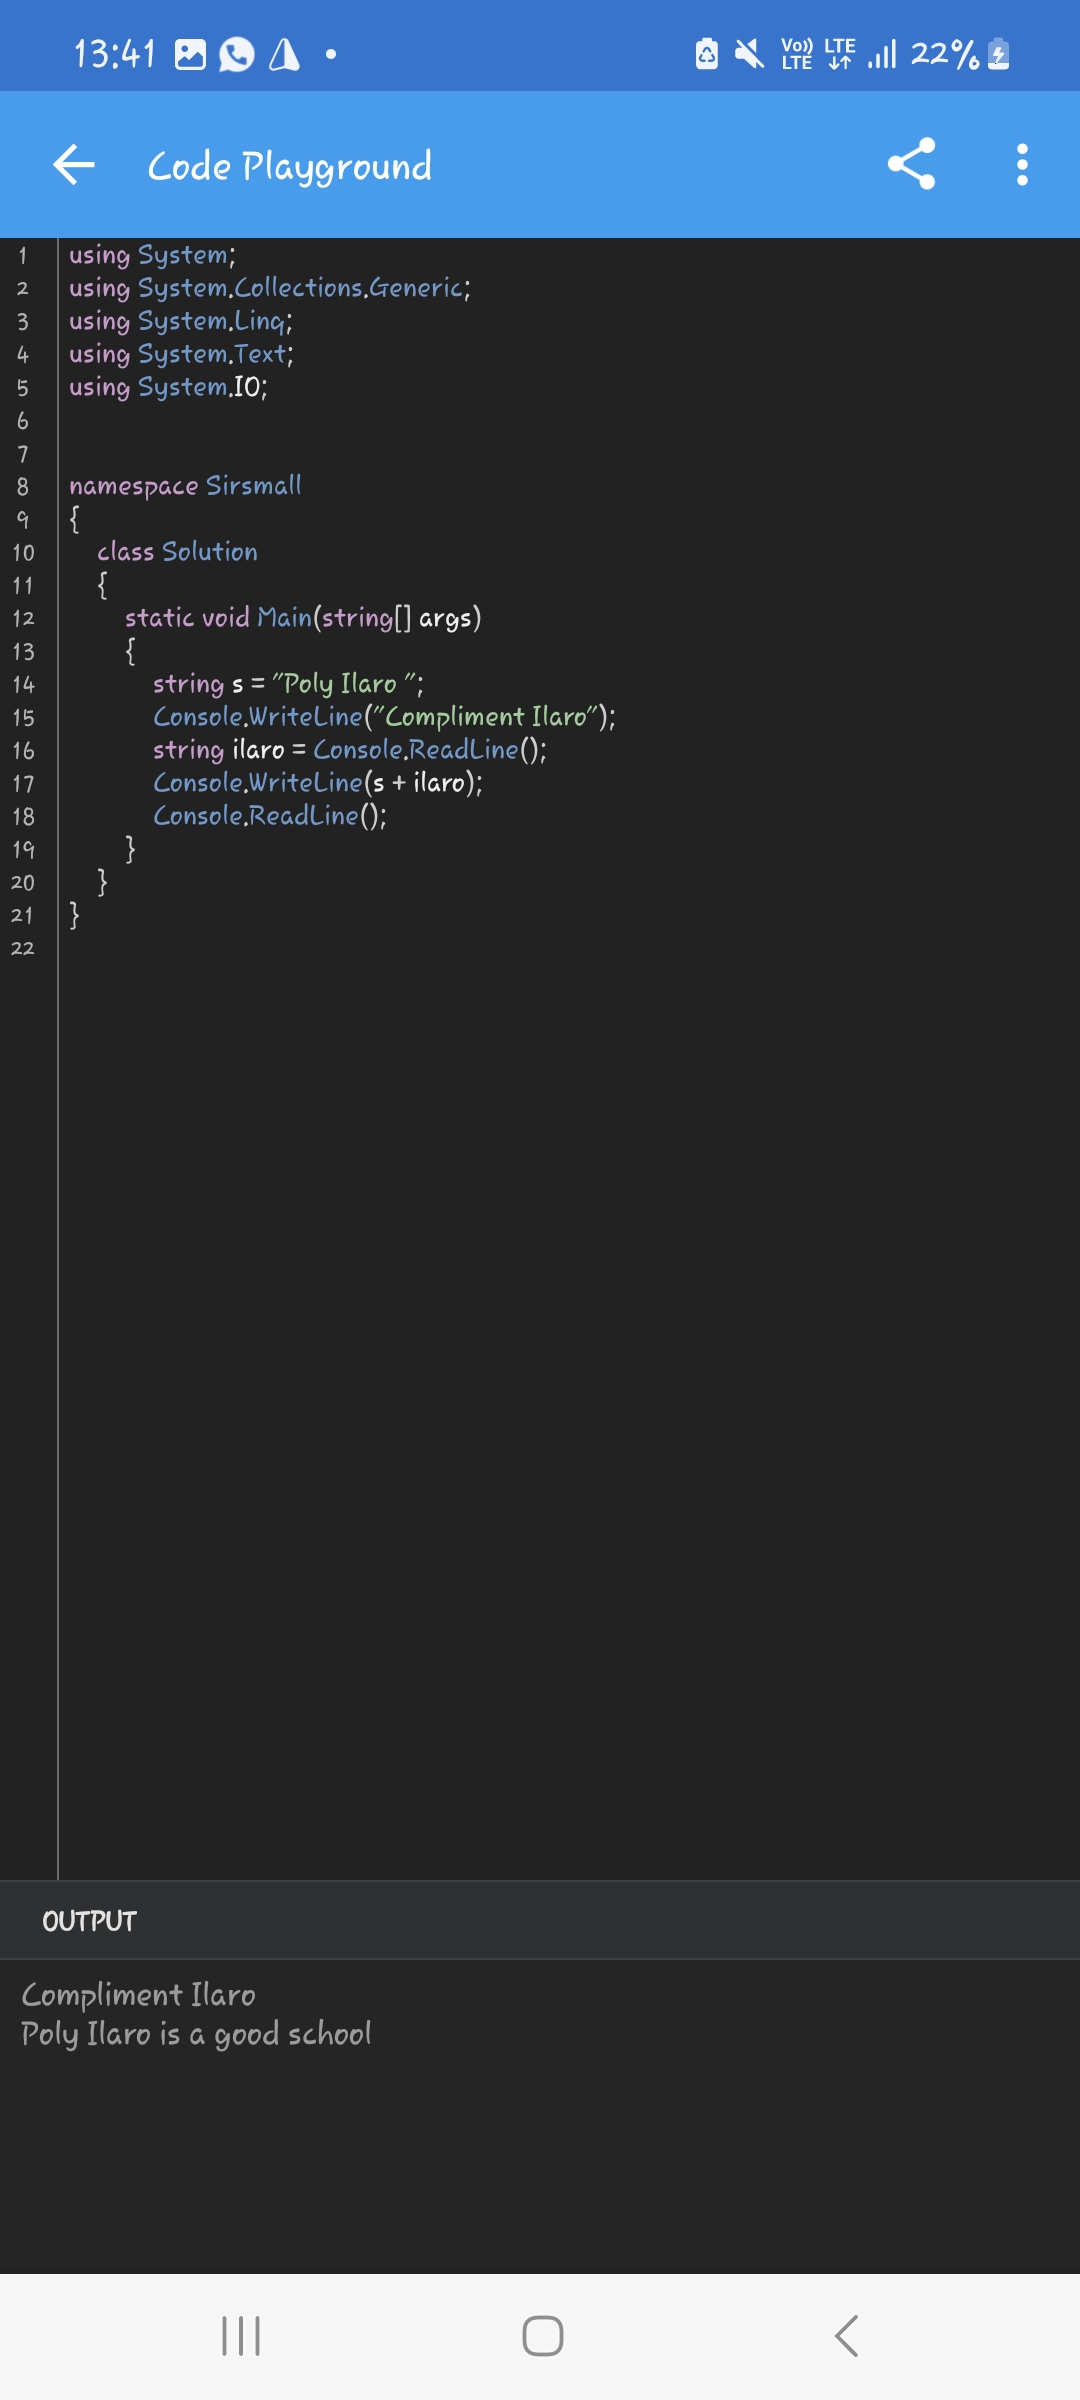 13:41 Vo)) LTE LTE 22%
Code Playground
1 using System;
2 using System.Collections.Generic;
3 using System.Linq;
4 using System.Text;
5 using System.IO;
6
7
8 namespace Sirsmall
9 {
10 class Solution
11 {
12 static void Main(string[] args)
13 {
14 string s = "Poly Ilaro ";
15 Console.WriteLine("Compliment Ilaro");
16 string ilaro = Console.ReadLine();
17 Console.WriteLine(s + ilaro);
18 Console.ReadLine();
19 }
20 }
21 }
22
OUTPUT
Compliment Ilaro
Poly Ilaro is a good school